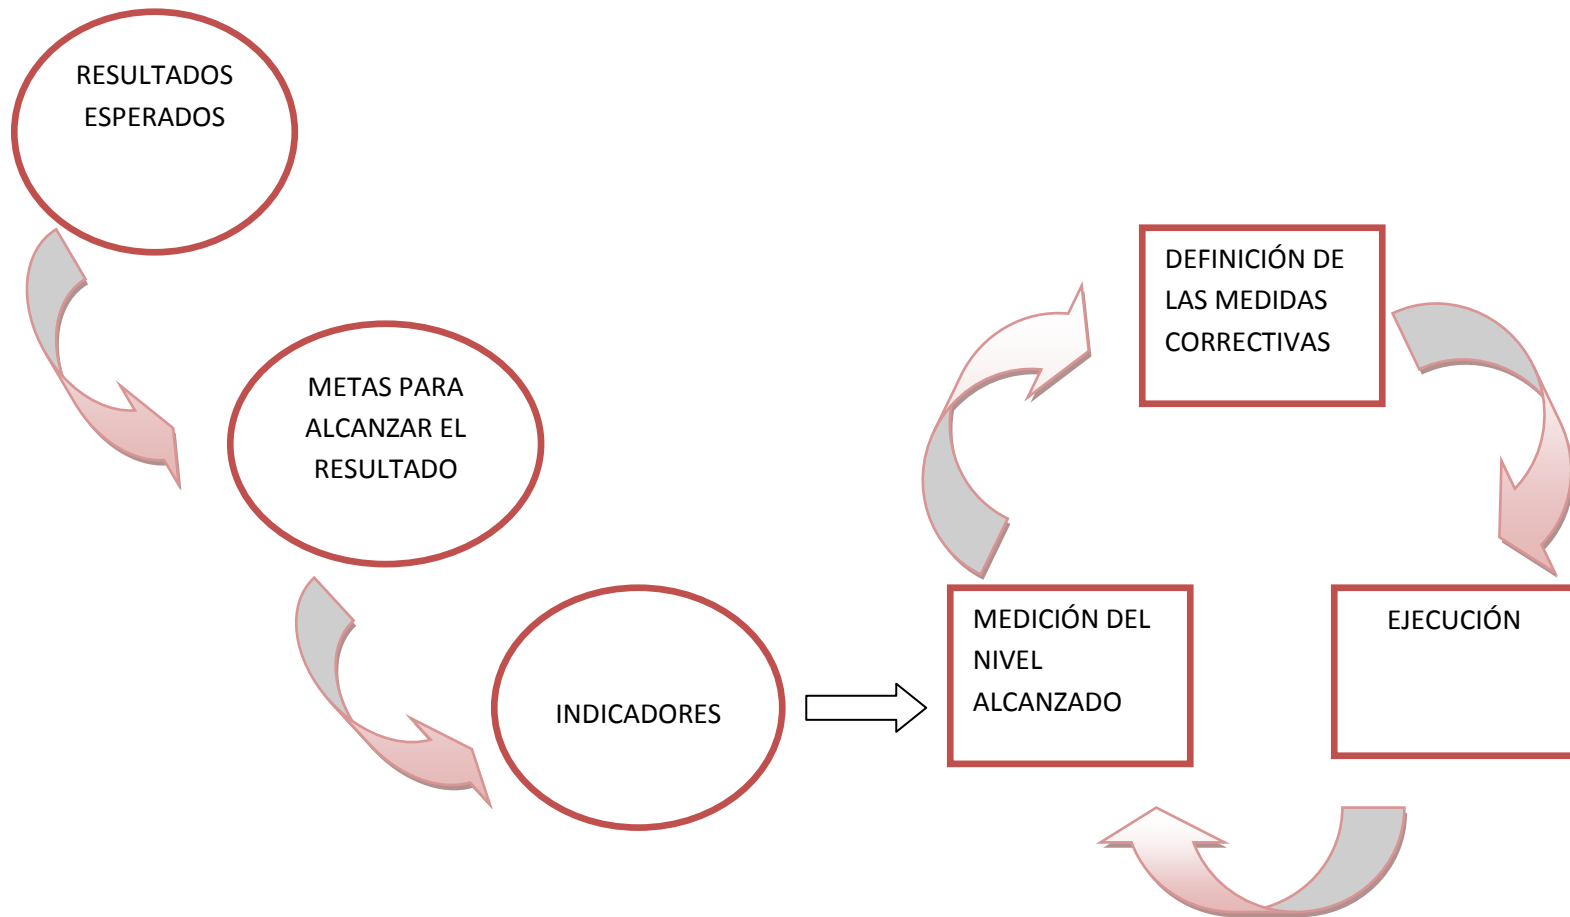 RESULTADOS
ESPERADOS
METAS PARA
ALCANZAR EL
RESULTADO
INDICADORES
DEFINICIÓN DE
LAS MEDIDAS
CORRECTIVAS
MEDICIÓN DEL
NIVEL
ALCANZADO
EJECUCIÓN